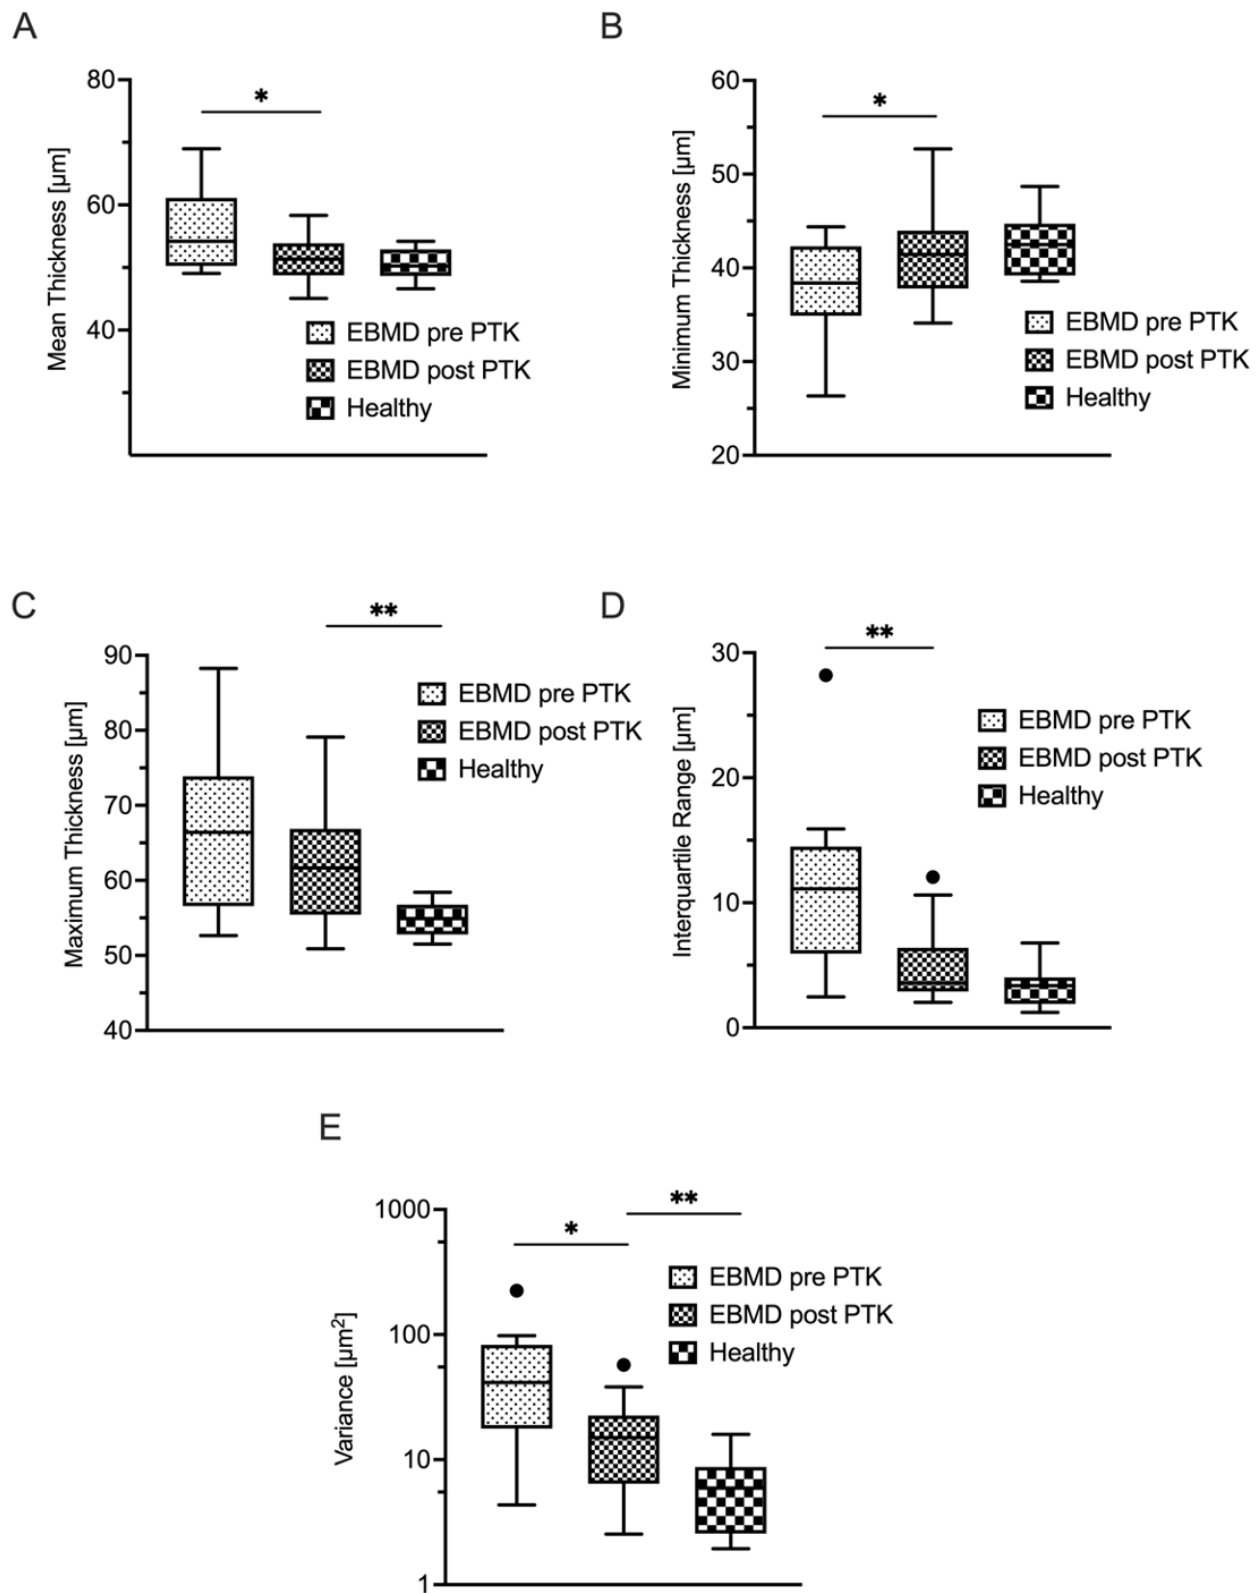 A
80
60
40
Mean Thickness [µm]
*
EBMD pre PTK
EBMD post PTK
Healthy
B
60
50
40
30
20
Minimum Thickness [µm]
*
EBMD pre PTK
EBMD post PTK
Healthy
C
90
80
70
60
50
40
Maximum Thickness [µm]
**
EBMD pre PTK
EBMD post PTK
Healthy
D
30
20
10
0
Interquartile Range [µm]
**
EBMD pre PTK
EBMD post PTK
Healthy
E
1000
100
10
1
Variance [µm²]
*
**
EBMD pre PTK
EBMD post PTK
Healthy